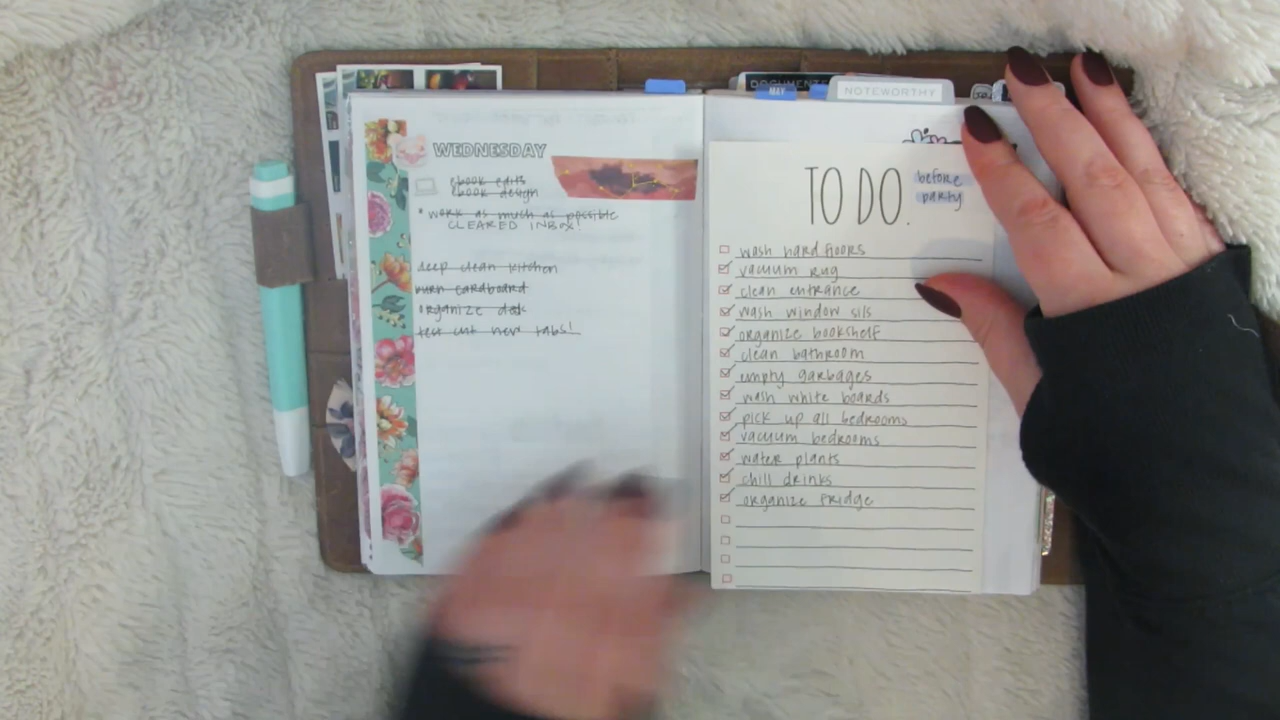 DOCUMENTS
MAY
NOTEWORTHY
WEDNESDAY
ebook edits
ebook design
* work as much as possible
CLEARED INBOX!
deep clean kitchen
burn cardboard
organize desk
test out new tabs!
TO DO.
before
party
wash hard floors
vacuum rug
clean entrance
wash window sils
organize bookshelf
clean bathroom
empty garbages
wash white boards
pick up all bedrooms
vacuum bedrooms
water plants
chill drinks
organize fridge